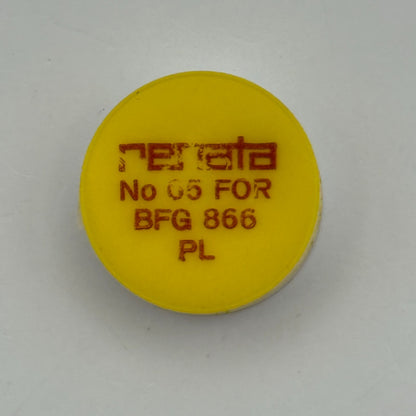 renata
No 05 FOR
BFG 866
PL